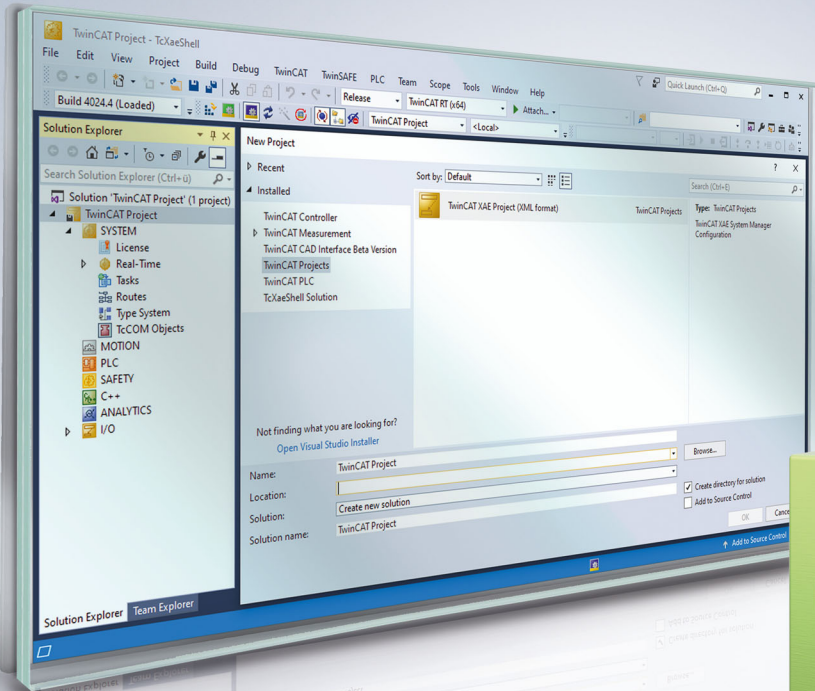 TwinCAT Project - TcXaeShell
Quick Launch (Ctrl+Q)
File Edit View Project Build Debug TwinCAT TwinSAFE PLC Team Scope Tools Window Help
Release TwinCAT RT (x64) Attach...
Build 4024.4 (Loaded) TwinCAT Project <Local>
Solution Explorer
Search Solution Explorer (Ctrl+ü)
Solution 'TwinCAT Project' (1 project)
TwinCAT Project
SYSTEM
License
Real-Time
Tasks
Routes
Type System
TcCOM Objects
MOTION
PLC
SAFETY
C++
ANALYTICS
I/O
Solution Explorer Team Explorer
New Project
? X
Recent
Installed
TwinCAT Controller
TwinCAT Measurement
TwinCAT CAD Interface Beta Version
TwinCAT Projects
TwinCAT PLC
TcXaeShell Solution
Not finding what you are looking for?
Open Visual Studio Installer
Sort by: Default
Search (Ctrl+E)
TwinCAT XAE Project (XML format) TwinCAT Projects
Type: TwinCAT Projects
TwinCAT XAE System Manager
Configuration
Name: TwinCAT Project
Location:
Browse...
Solution: Create new solution
Solution name: TwinCAT Project
Create directory for solution
Add to Source Control
OK Cance
Add to Source Control